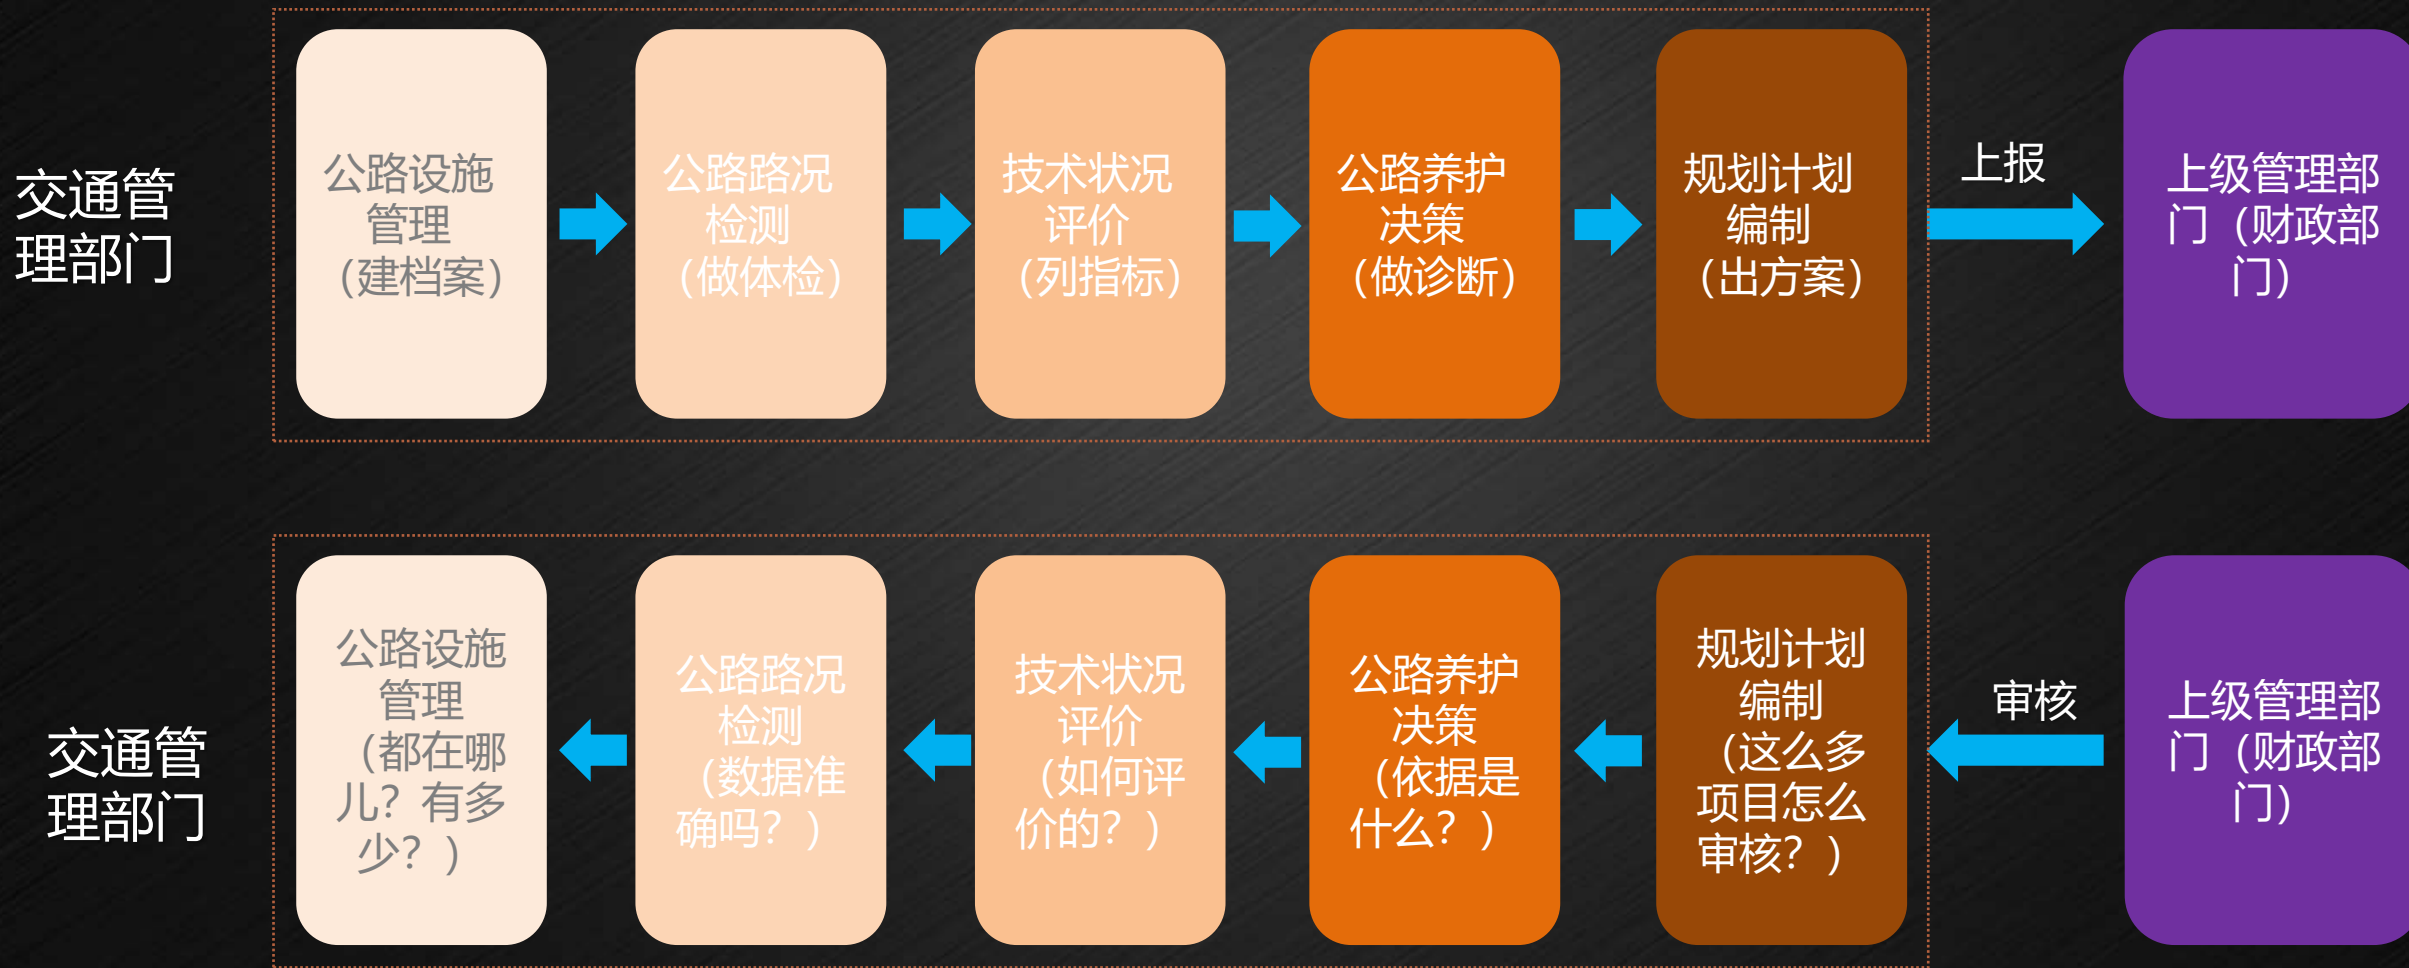 交通管
理部门
公路设施
管理
（建档案）
公路路况
检测
（做体检）
技术状况
评价
（列指标）
公路养护
决策
（做诊断）
规划计划
编制
（出方案）
上报
上级管理部
门（财政部
门）
交通管
理部门
公路设施
管理
（都在哪
儿？有多
少？）
公路路况
检测
（数据准
确吗？）
技术状况
评价
（如何评
价的？）
公路养护
决策
（依据是
什么？）
规划计划
编制
（这么多
项目怎么
审核？）
审核
上级管理部
门（财政部
门）